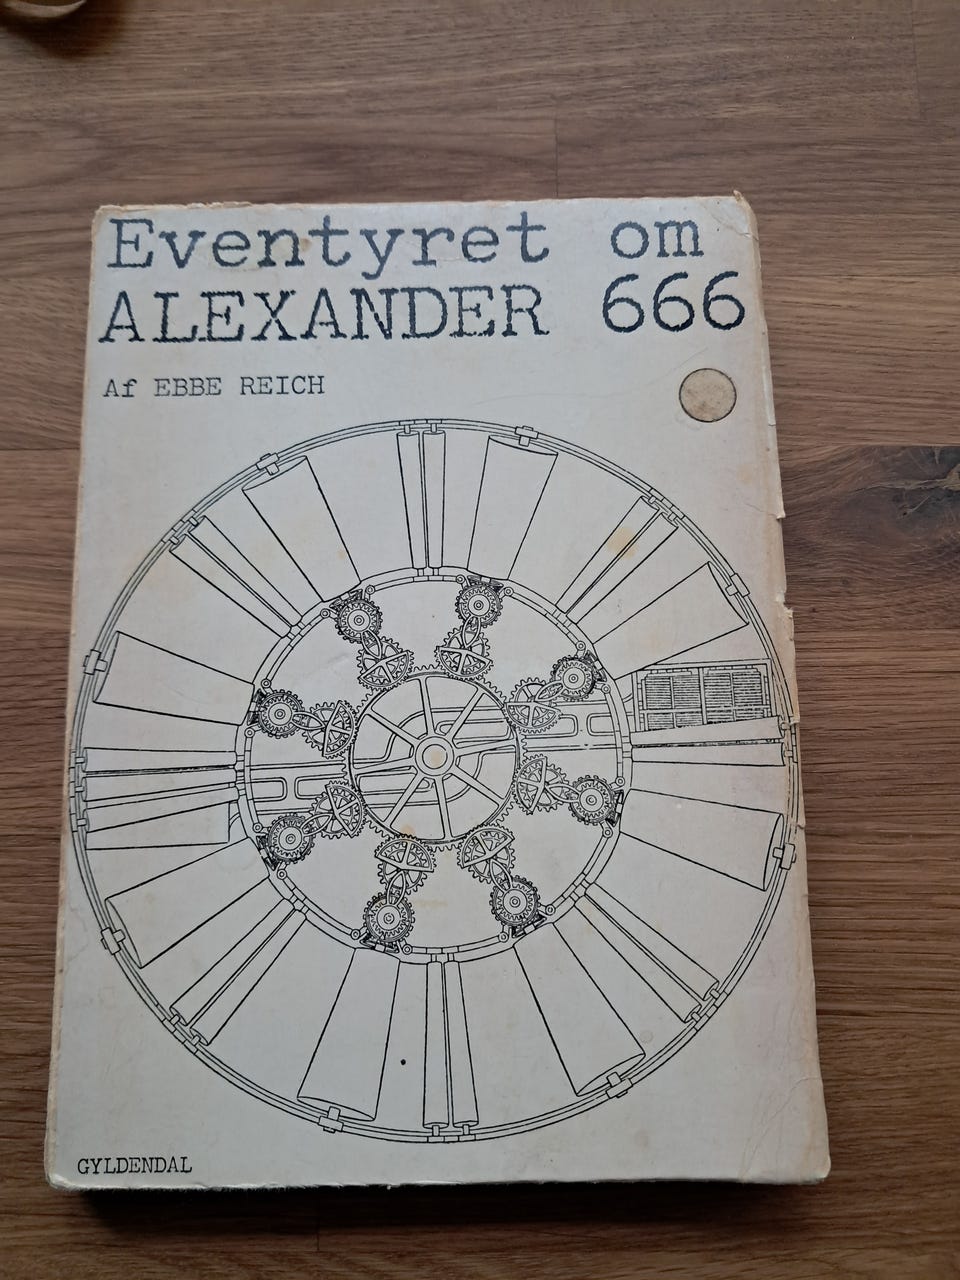 Eventyret om
ALEXANDER 666
Af EBBE REICH
GYLDENDAL